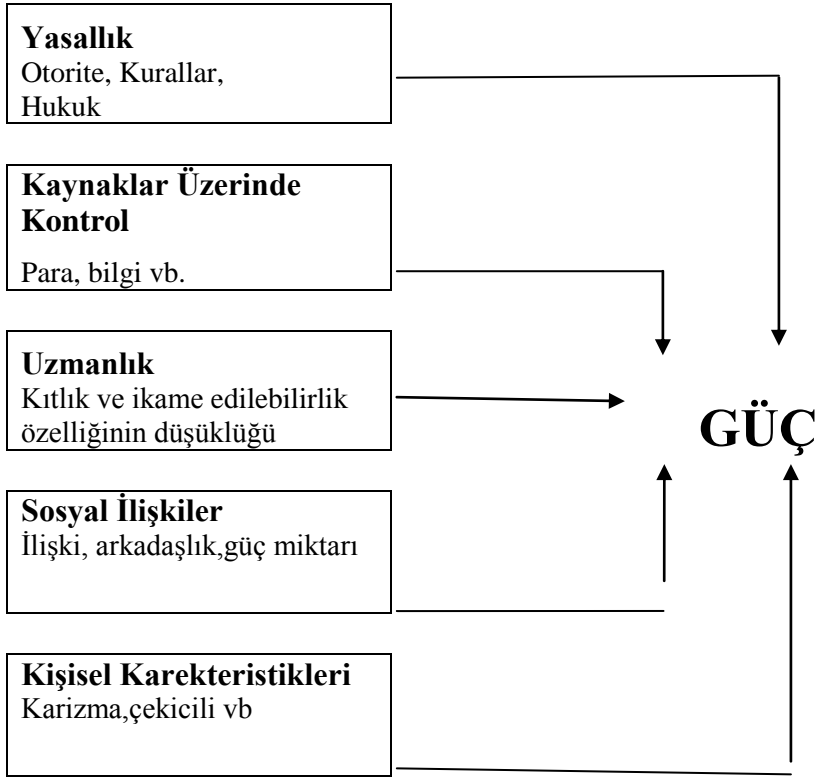 Yasallık
Otorite, Kurallar,
Hukuk
Kaynaklar Üzerinde
Kontrol
Para, bilgi vb.
Uzmanlık
Kıtlık ve ikame edilebilirlik
özelliğinin düşüklüğü
GÜÇ
Sosyal İlişkiler
İlişki, arkadaşlık,güç miktarı
Kişisel Karekteristikleri
Karizma,çekicili vb